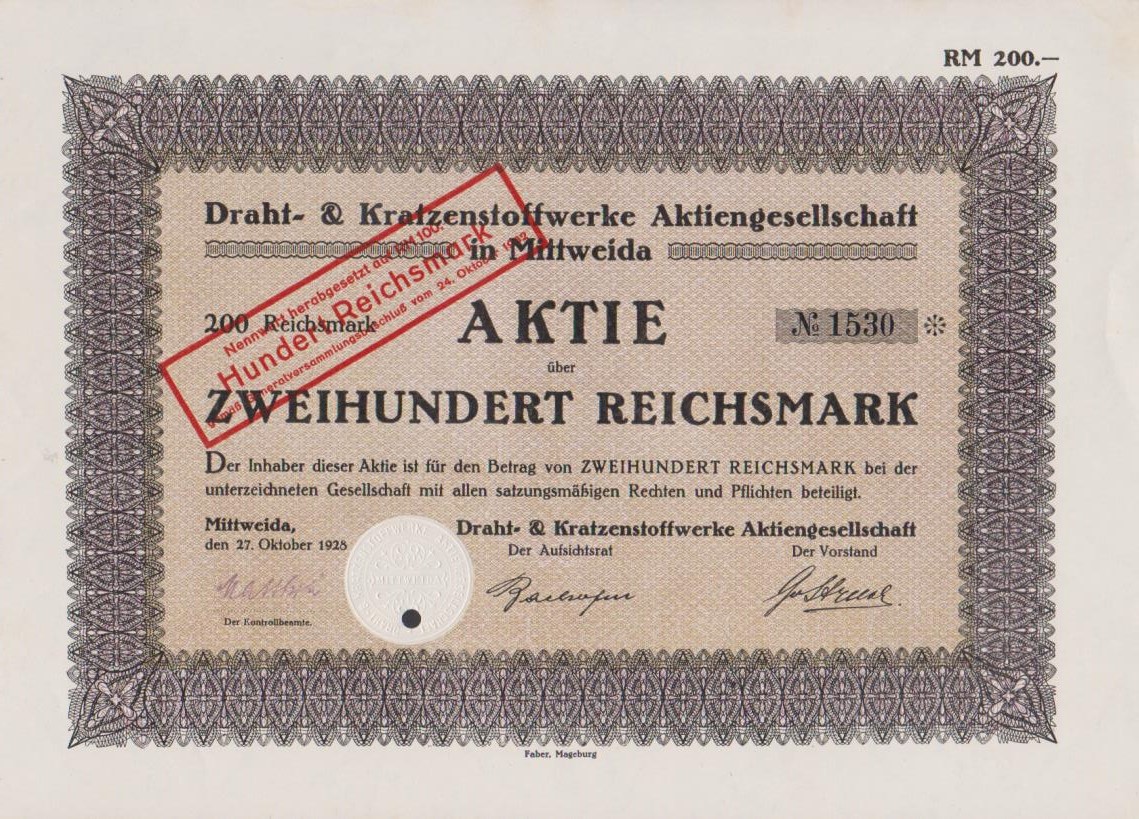 RM 200.—
Draht- & Kratzenstoffwerke Aktiengesellschaft
in Mittweida
Nennwert herabgesetzt auf RM 100.-
Hundert Reichsmark
Generalversammlungsbeschluß vom 24. Oktober
200 Reichsmark
AKTIE
№ 1530
über
ZWEIHUNDERT REICHSMARK
Der Inhaber dieser Aktie ist für den Betrag von ZWEIHUNDERT REICHSMARK bei der
unterzeichneten Gesellschaft mit allen satzungsmäßigen Rechten und Pflichten beteiligt.
Mittweida,
den 27. Oktober 1928
Draht- & Kratzenstoffwerke Aktiengesellschaft
Der Aufsichtsrat
Der Vorstand
MITTWEIDA
Der Kontrollbeamte.
Faber, Mageburg